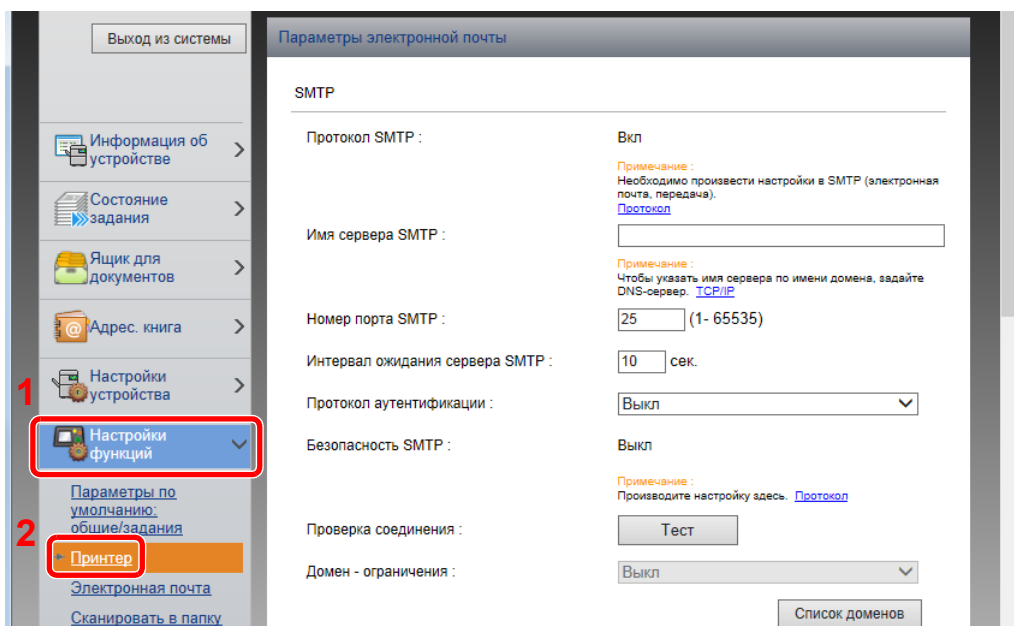 Выход из системы
Параметры электронной почты
SMTP
Информация об
устройстве
Состояние
задания
Ящик для
документов
Адрес. книга
1
Настройки
устройства
Настройки
функций
Параметры по
умолчанию:
общие/задания
2
Принтер
Электронная почта
Сканировать в папку
Протокол SMTP : Вкл
Примечание :
Необходимо произвести настройки в SMTP (электронная
почта, передача).
Протокол
Имя сервера SMTP :
Примечание :
Чтобы указать имя сервера по имени домена, задайте
DNS-сервер. TCP/IP
Номер порта SMTP : 25 (1- 65535)
Интервал ожидания сервера SMTP : 10 сек.
Протокол аутентификации : Выкл
Безопасность SMTP : Выкл
Примечание :
Производите настройку здесь. Протокол
Проверка соединения : Тест
Домен - ограничения : Выкл
Список доменов